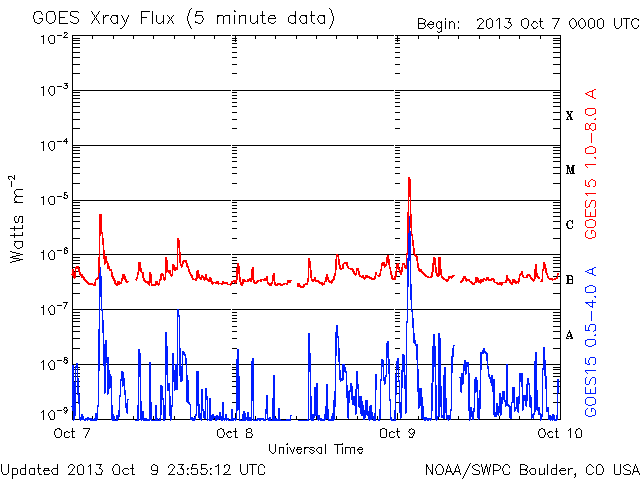 GOES Xray Flux (5 minute data)
Begin: 2013 Oct 7 0000 UTC
10⁻²
10⁻³
10⁻⁴
10⁻⁵
10⁻⁶
10⁻⁷
10⁻⁸
10⁻⁹
Watts m⁻²
X
M
C
B
A
GOES15 1.0-8.0 A
GOES15 0.5-4.0 A
Oct 7
Oct 8
Oct 9
Oct 10
Universal Time
Updated 2013 Oct 9 23:55:12 UTC
NOAA/SWPC Boulder, CO USA